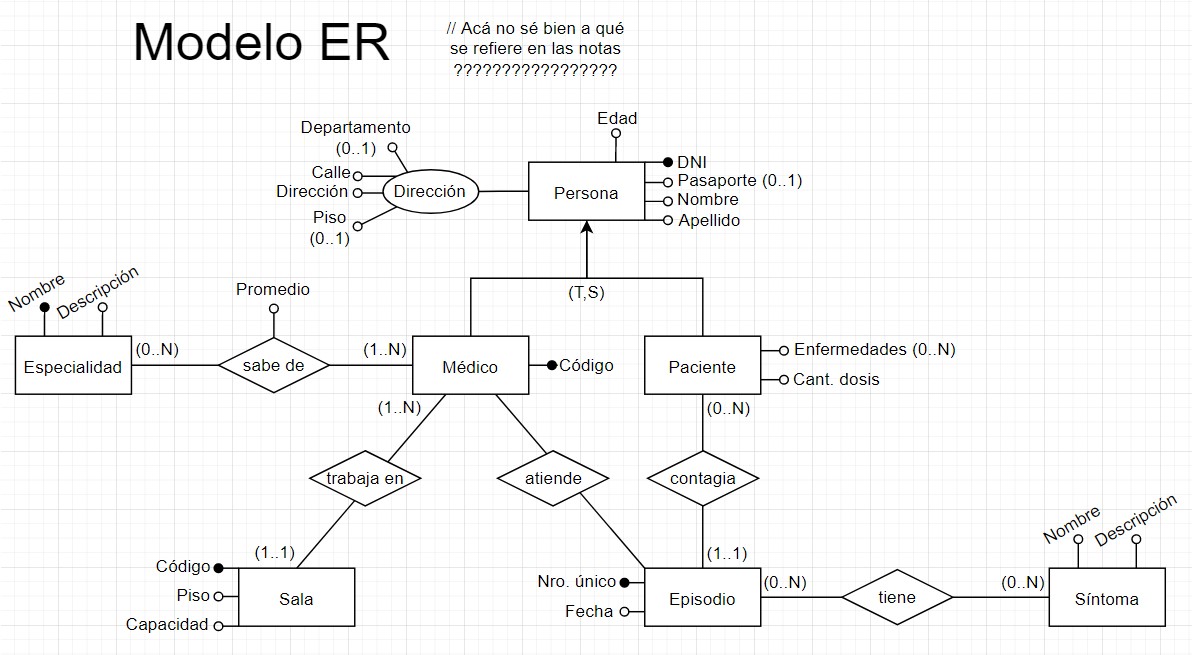 Modelo ER
// Acá no sé bien a qué
se refiere en las notas
?????????????????
Edad
Departamento
(0..1)
Calle
Dirección
Piso
(0..1)
Dirección
Persona
DNI
Pasaporte (0..1)
Nombre
Apellido
(T,S)
Nombre
Descripción
Promedio
Especialidad
(0..N)
sabe de
(1..N)
Médico
Código
Paciente
Enfermedades (0..N)
Cant. dosis
(1..N)
(0..N)
trabaja en
atiende
contagia
(1..1)
(1..1)
Código
Piso
Capacidad
Sala
Nro. único
Fecha
Episodio
(0..N)
tiene
(0..N)
Nombre
Descripción
Síntoma